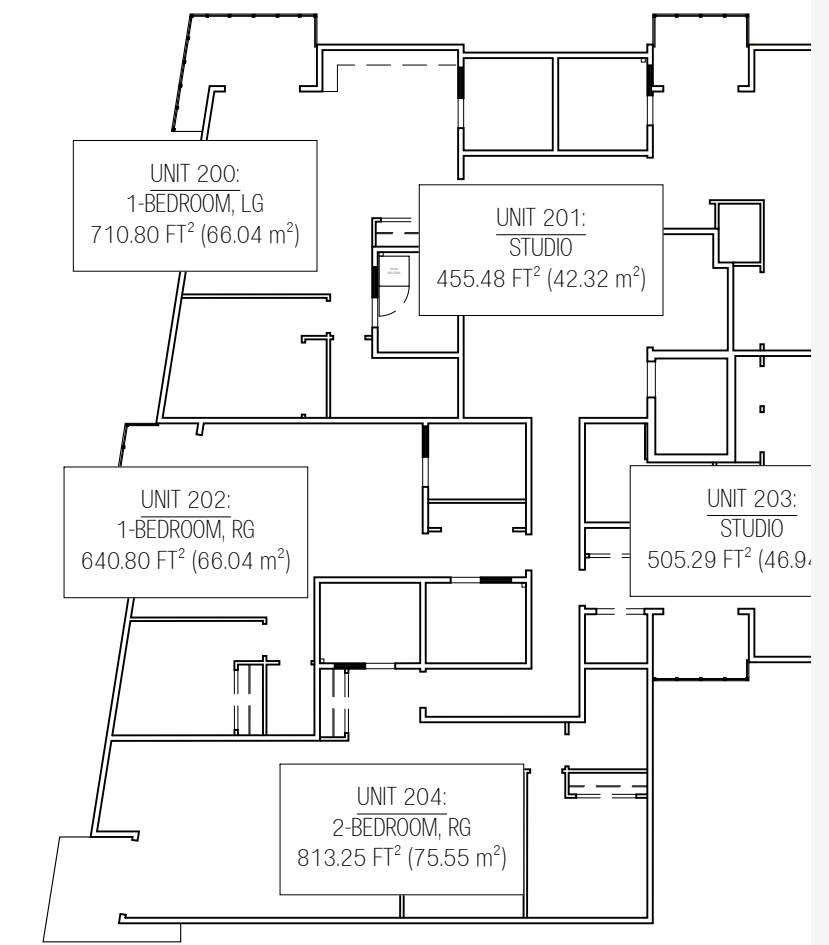 UNIT 200:
1-BEDROOM, LG
710.80 FT² (66.04 m²)
UNIT 201:
STUDIO
455.48 FT² (42.32 m²)
UNIT 202:
1-BEDROOM, RG
640.80 FT² (66.04 m²)
UNIT 203:
STUDIO
505.29 FT² (46.94
UNIT 204:
2-BEDROOM, RG
813.25 FT² (75.55 m²)